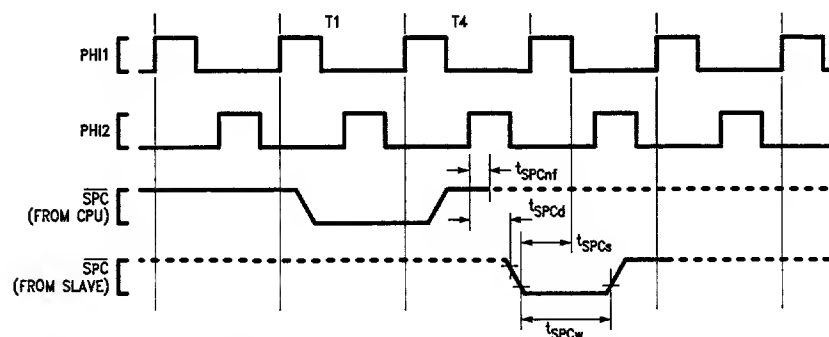 T1 T4
PHI1
PHI2
tSPCnf
SPC
(FROM CPU)
tSPCd
tSPCs
SPC
(FROM SLAVE)
tSPCw